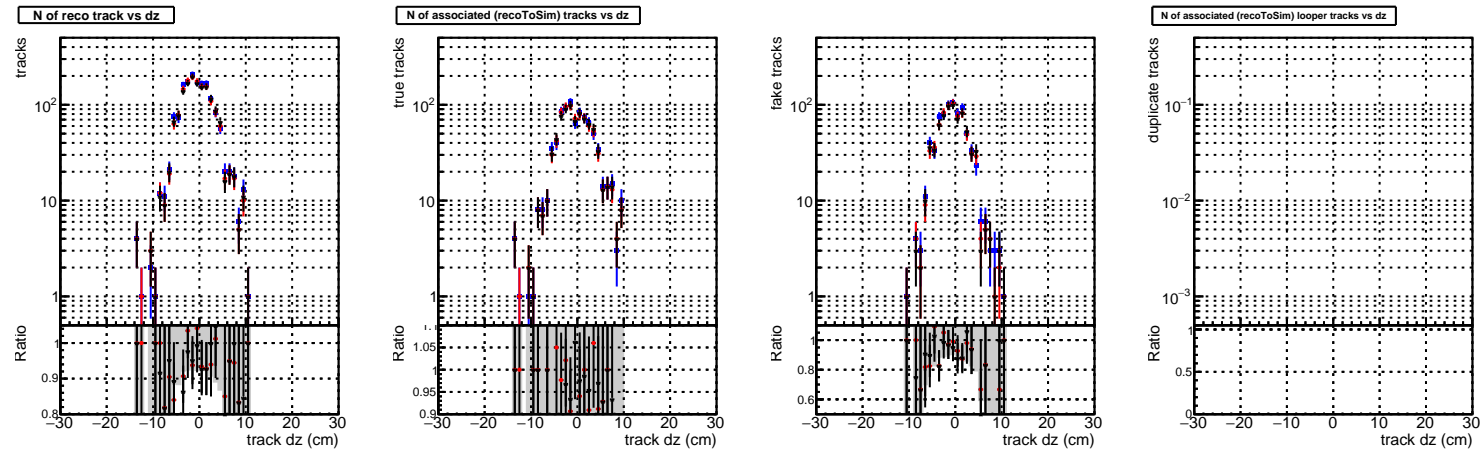 N of reco track vs dz
tracks
10²
10
1
Ratio
1
0.9
0.8
−30 −20 −10 0 10 20 30
track dz (cm)
N of associated (recoToSim) tracks vs dz
true tracks
10²
10
1
Ratio
1.05
1
0.95
0.9
−30 −20 −10 0 10 20 30
track dz (cm)
fake tracks
10²
10
1
Ratio
1
0.8
0.6
−30 −20 −10 0 10 20 30
track dz (cm)
N of associated (recoToSim) looper tracks vs dz
duplicate tracks
10⁻¹
10⁻²
10⁻³
Ratio
1
0.5
0
−30 −20 −10 0 10 20 30
track dz (cm)